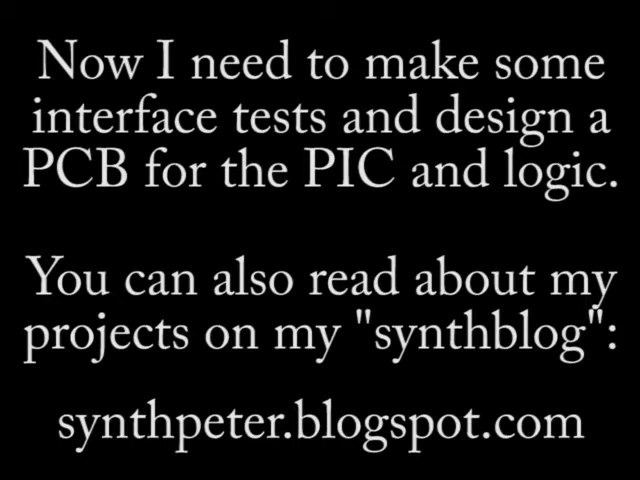 Now I need to make some
interface tests and design a
PCB for the PIC and logic.
You can also read about my
projects on my "synthblog":
synthpeter.blogspot.com